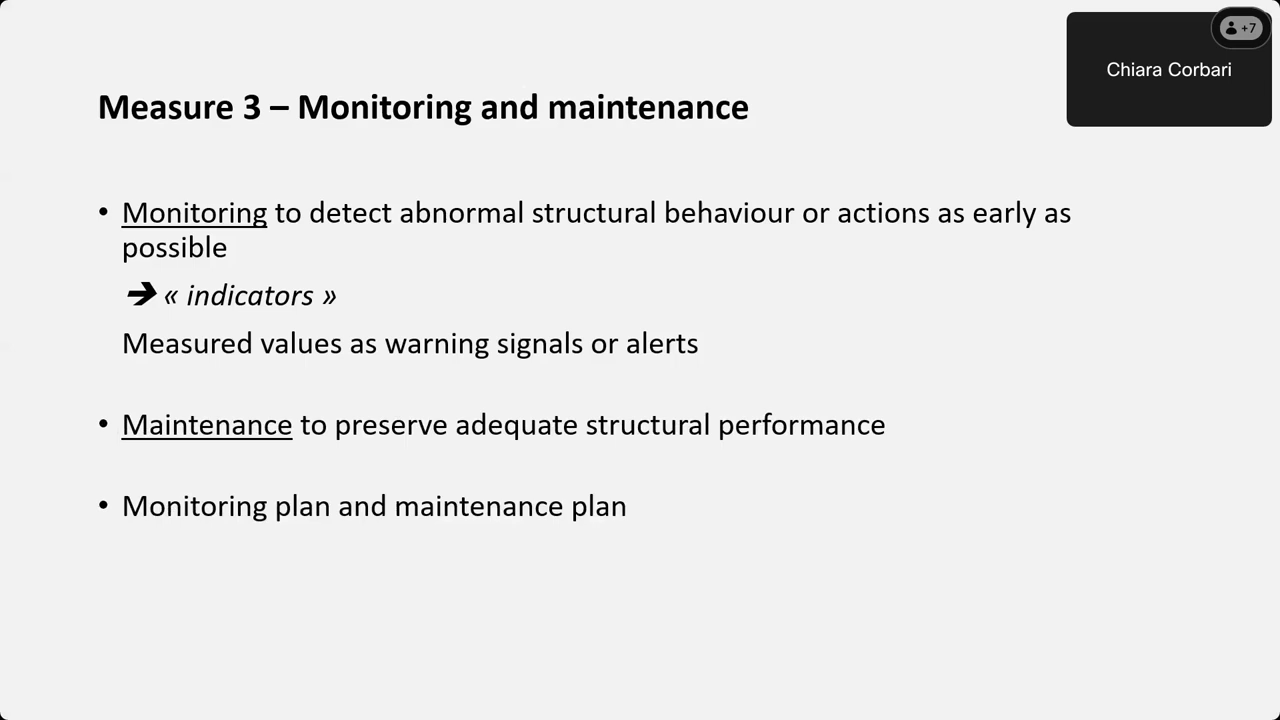 +7
Chiara Corbari
Measure 3 – Monitoring and maintenance
• Monitoring to detect abnormal structural behaviour or actions as early as
possible
➔ « indicators »
Measured values as warning signals or alerts
• Maintenance to preserve adequate structural performance
• Monitoring plan and maintenance plan